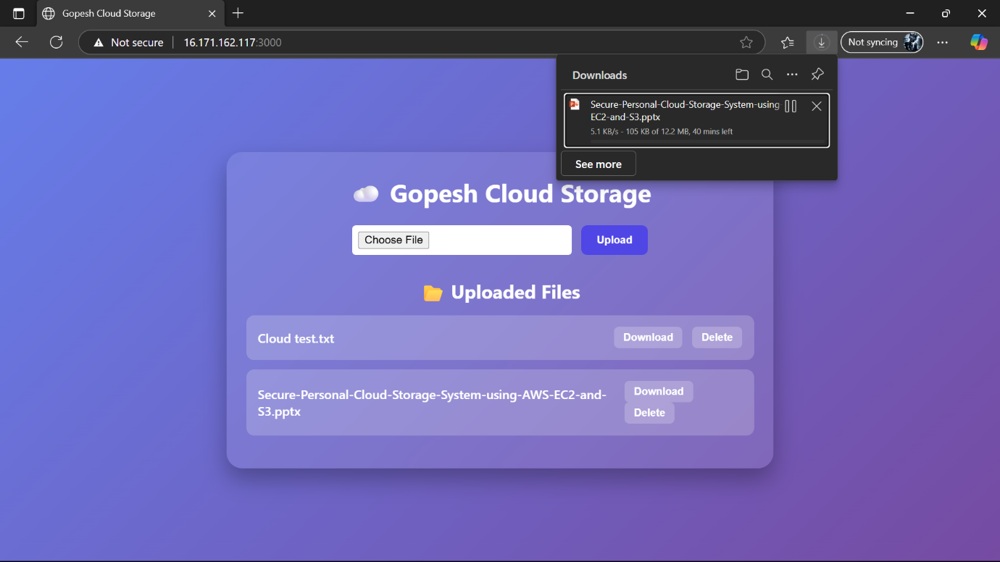 Gopesh Cloud Storage
Not secure
16.171.162.117:3000
Not syncing
Downloads
Secure-Personal-Cloud-Storage-System-using-
EC2-and-S3.pptx
5.1 KB/s - 105 KB of 12.2 MB, 40 mins left
See more
Gopesh Cloud Storage
Choose File
Upload
Uploaded Files
Cloud test.txt
Download
Delete
Secure-Personal-Cloud-Storage-System-using-AWS-EC2-and-
S3.pptx
Download
Delete